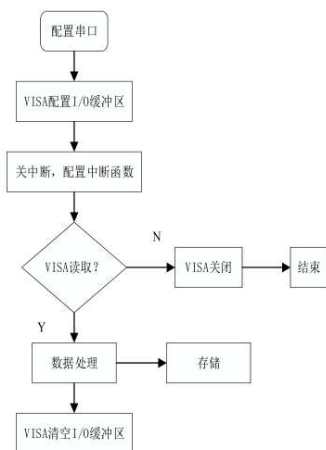 配置串口
VISA配置I/O缓冲区
关中断，配置中断函数
VISA读取？
N
VISA关闭
结束
Y
数据处理
存储
VISA清空I/O缓冲区